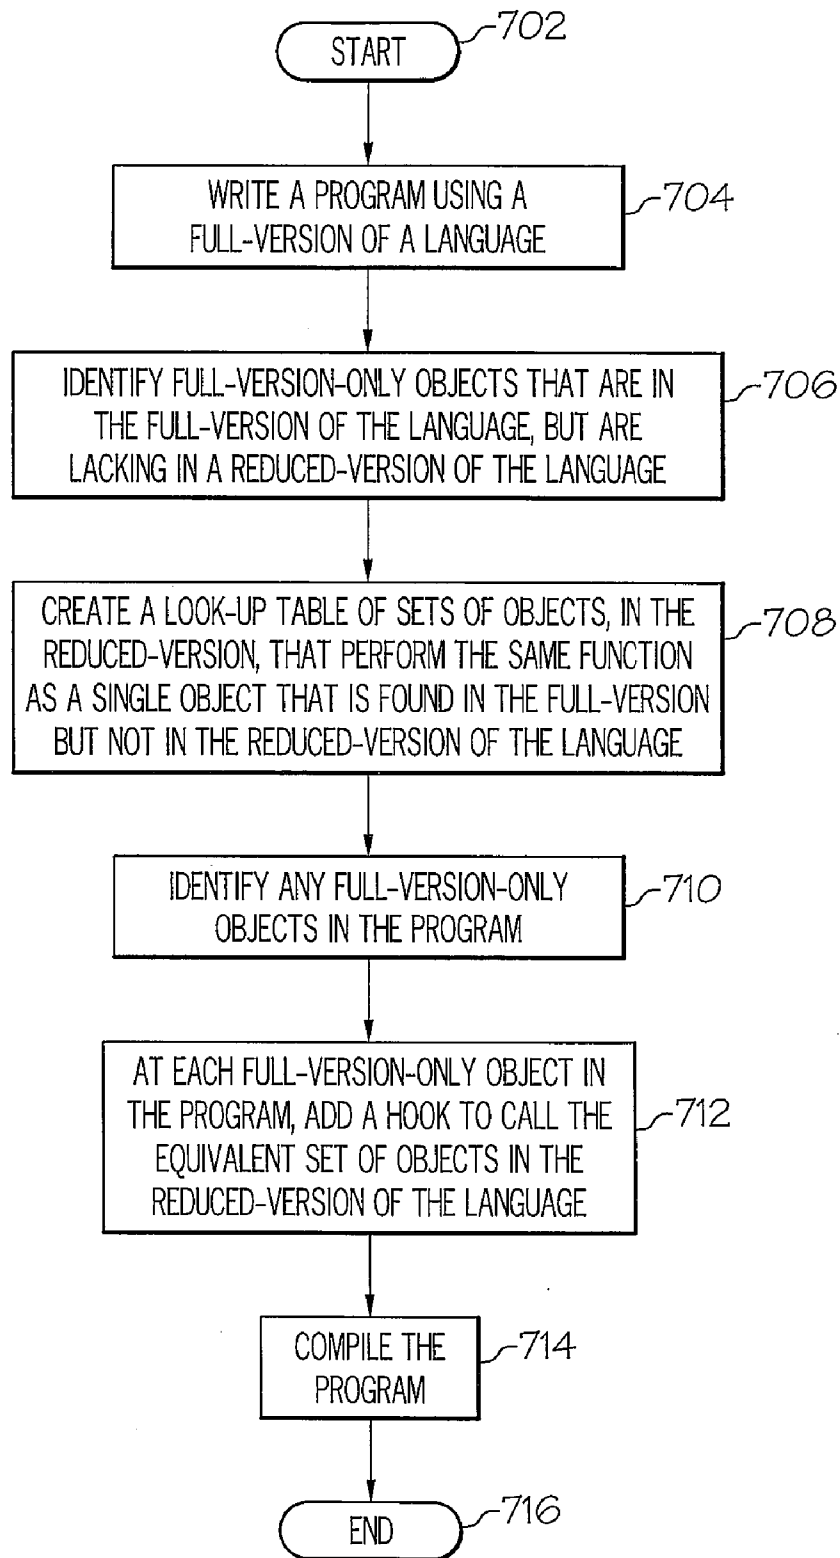 START
702
WRITE A PROGRAM USING A
FULL-VERSION OF A LANGUAGE
704
IDENTIFY FULL-VERSION-ONLY OBJECTS THAT ARE IN
THE FULL-VERSION OF THE LANGUAGE, BUT ARE
LACKING IN A REDUCED-VERSION OF THE LANGUAGE
706
CREATE A LOOK-UP TABLE OF SETS OF OBJECTS, IN THE
REDUCED-VERSION, THAT PERFORM THE SAME FUNCTION
AS A SINGLE OBJECT THAT IS FOUND IN THE FULL-VERSION
BUT NOT IN THE REDUCED-VERSION OF THE LANGUAGE
708
IDENTIFY ANY FULL-VERSION-ONLY
OBJECTS IN THE PROGRAM
710
AT EACH FULL-VERSION-ONLY OBJECT IN
THE PROGRAM, ADD A HOOK TO CALL THE
EQUIVALENT SET OF OBJECTS IN THE
REDUCED-VERSION OF THE LANGUAGE
712
COMPILE THE
PROGRAM
714
END
716